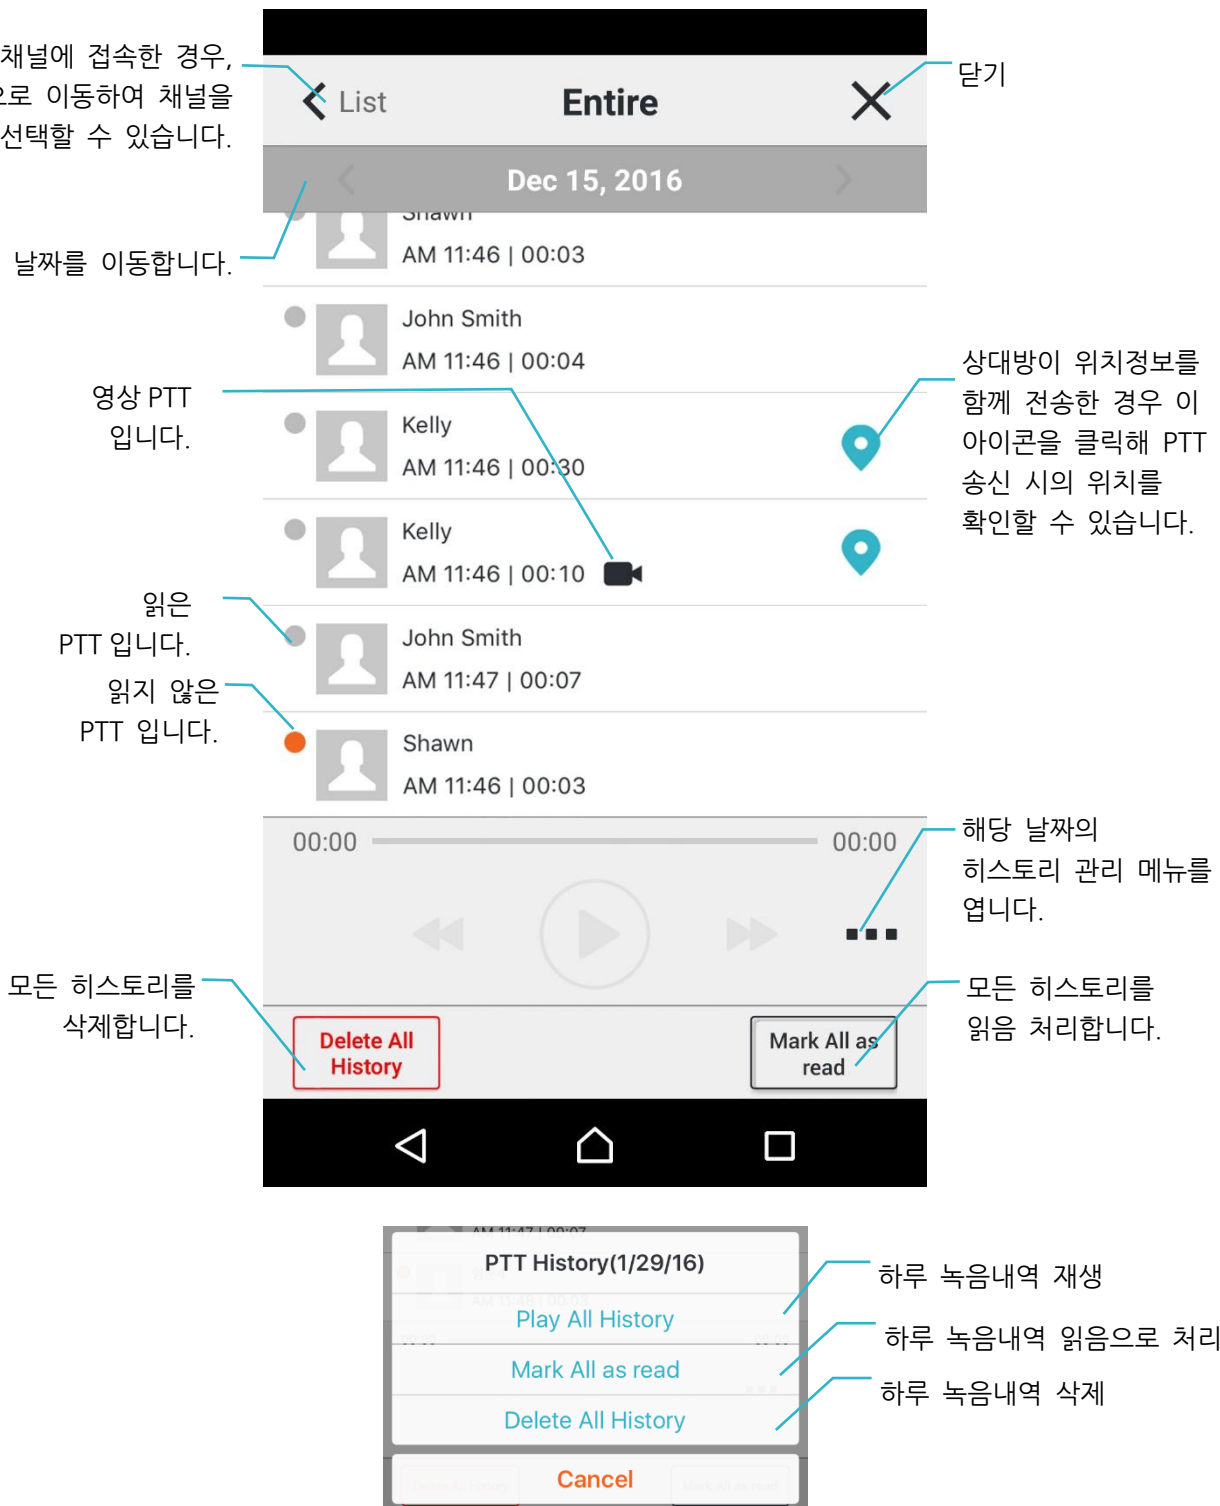 채널에 접속한 경우,
로 이동하여 채널을
선택할 수 있습니다.
List
Entire
닫기
Dec 15, 2016
날짜를 이동합니다.
Shawn
AM 11:46 | 00:03
John Smith
AM 11:46 | 00:04
영상 PTT
입니다.
Kelly
AM 11:46 | 00:30
상대방이 위치정보를
함께 전송한 경우 이
아이콘을 클릭해 PTT
송신 시의 위치를
확인할 수 있습니다.
Kelly
AM 11:46 | 00:10
읽은
PTT 입니다.
John Smith
AM 11:47 | 00:07
읽지 않은
PTT 입니다.
Shawn
AM 11:46 | 00:03
00:00
00:00
해당 날짜의
히스토리 관리 메뉴를
엽니다.
모든 히스토리를
삭제합니다.
모든 히스토리를
읽음 처리합니다.
Delete All
History
Mark All as
read
AM 11:47 | 00:07
PTT History(1/29/16)
하루 녹음내역 재생
Play All History
하루 녹음내역 읽음으로 처리
Mark All as read
하루 녹음내역 삭제
Delete All History
Cancel